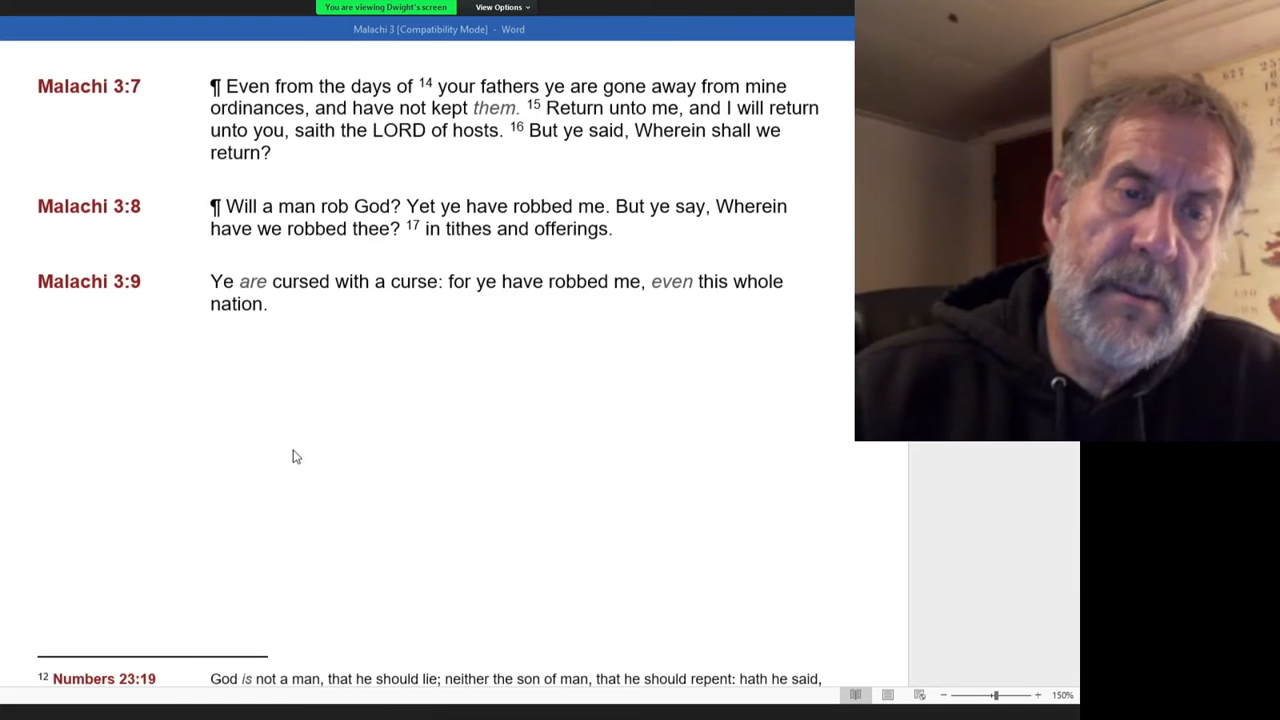 You are viewing Dwight's screen View Options
Malachi 3 [Compatibility Mode] - Word
Malachi 3:7 ¶ Even from the days of 14 your fathers ye are gone away from mine
ordinances, and have not kept them. 15 Return unto me, and I will return
unto you, saith the LORD of hosts. 16 But ye said, Wherein shall we
return?
Malachi 3:8 ¶ Will a man rob God? Yet ye have robbed me. But ye say, Wherein
have we robbed thee? 17 in tithes and offerings.
Malachi 3:9 Ye are cursed with a curse: for ye have robbed me, even this whole
nation.
12 Numbers 23:19 God is not a man, that he should lie; neither the son of man, that he should repent: hath he said,
150%
677